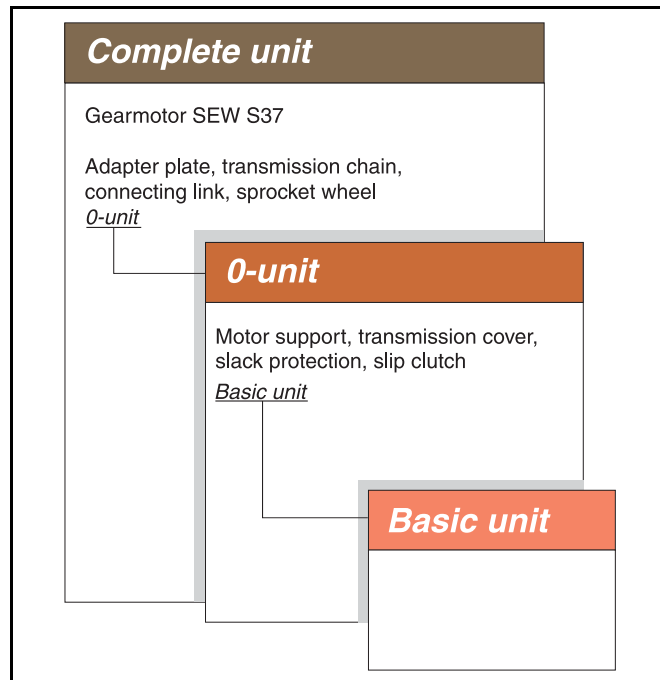 Complete unit
Gearmotor SEW S37
Adapter plate, transmission chain,
connecting link, sprocket wheel
0-unit
0-unit
Motor support, transmission cover,
slack protection, slip clutch
Basic unit
Basic unit